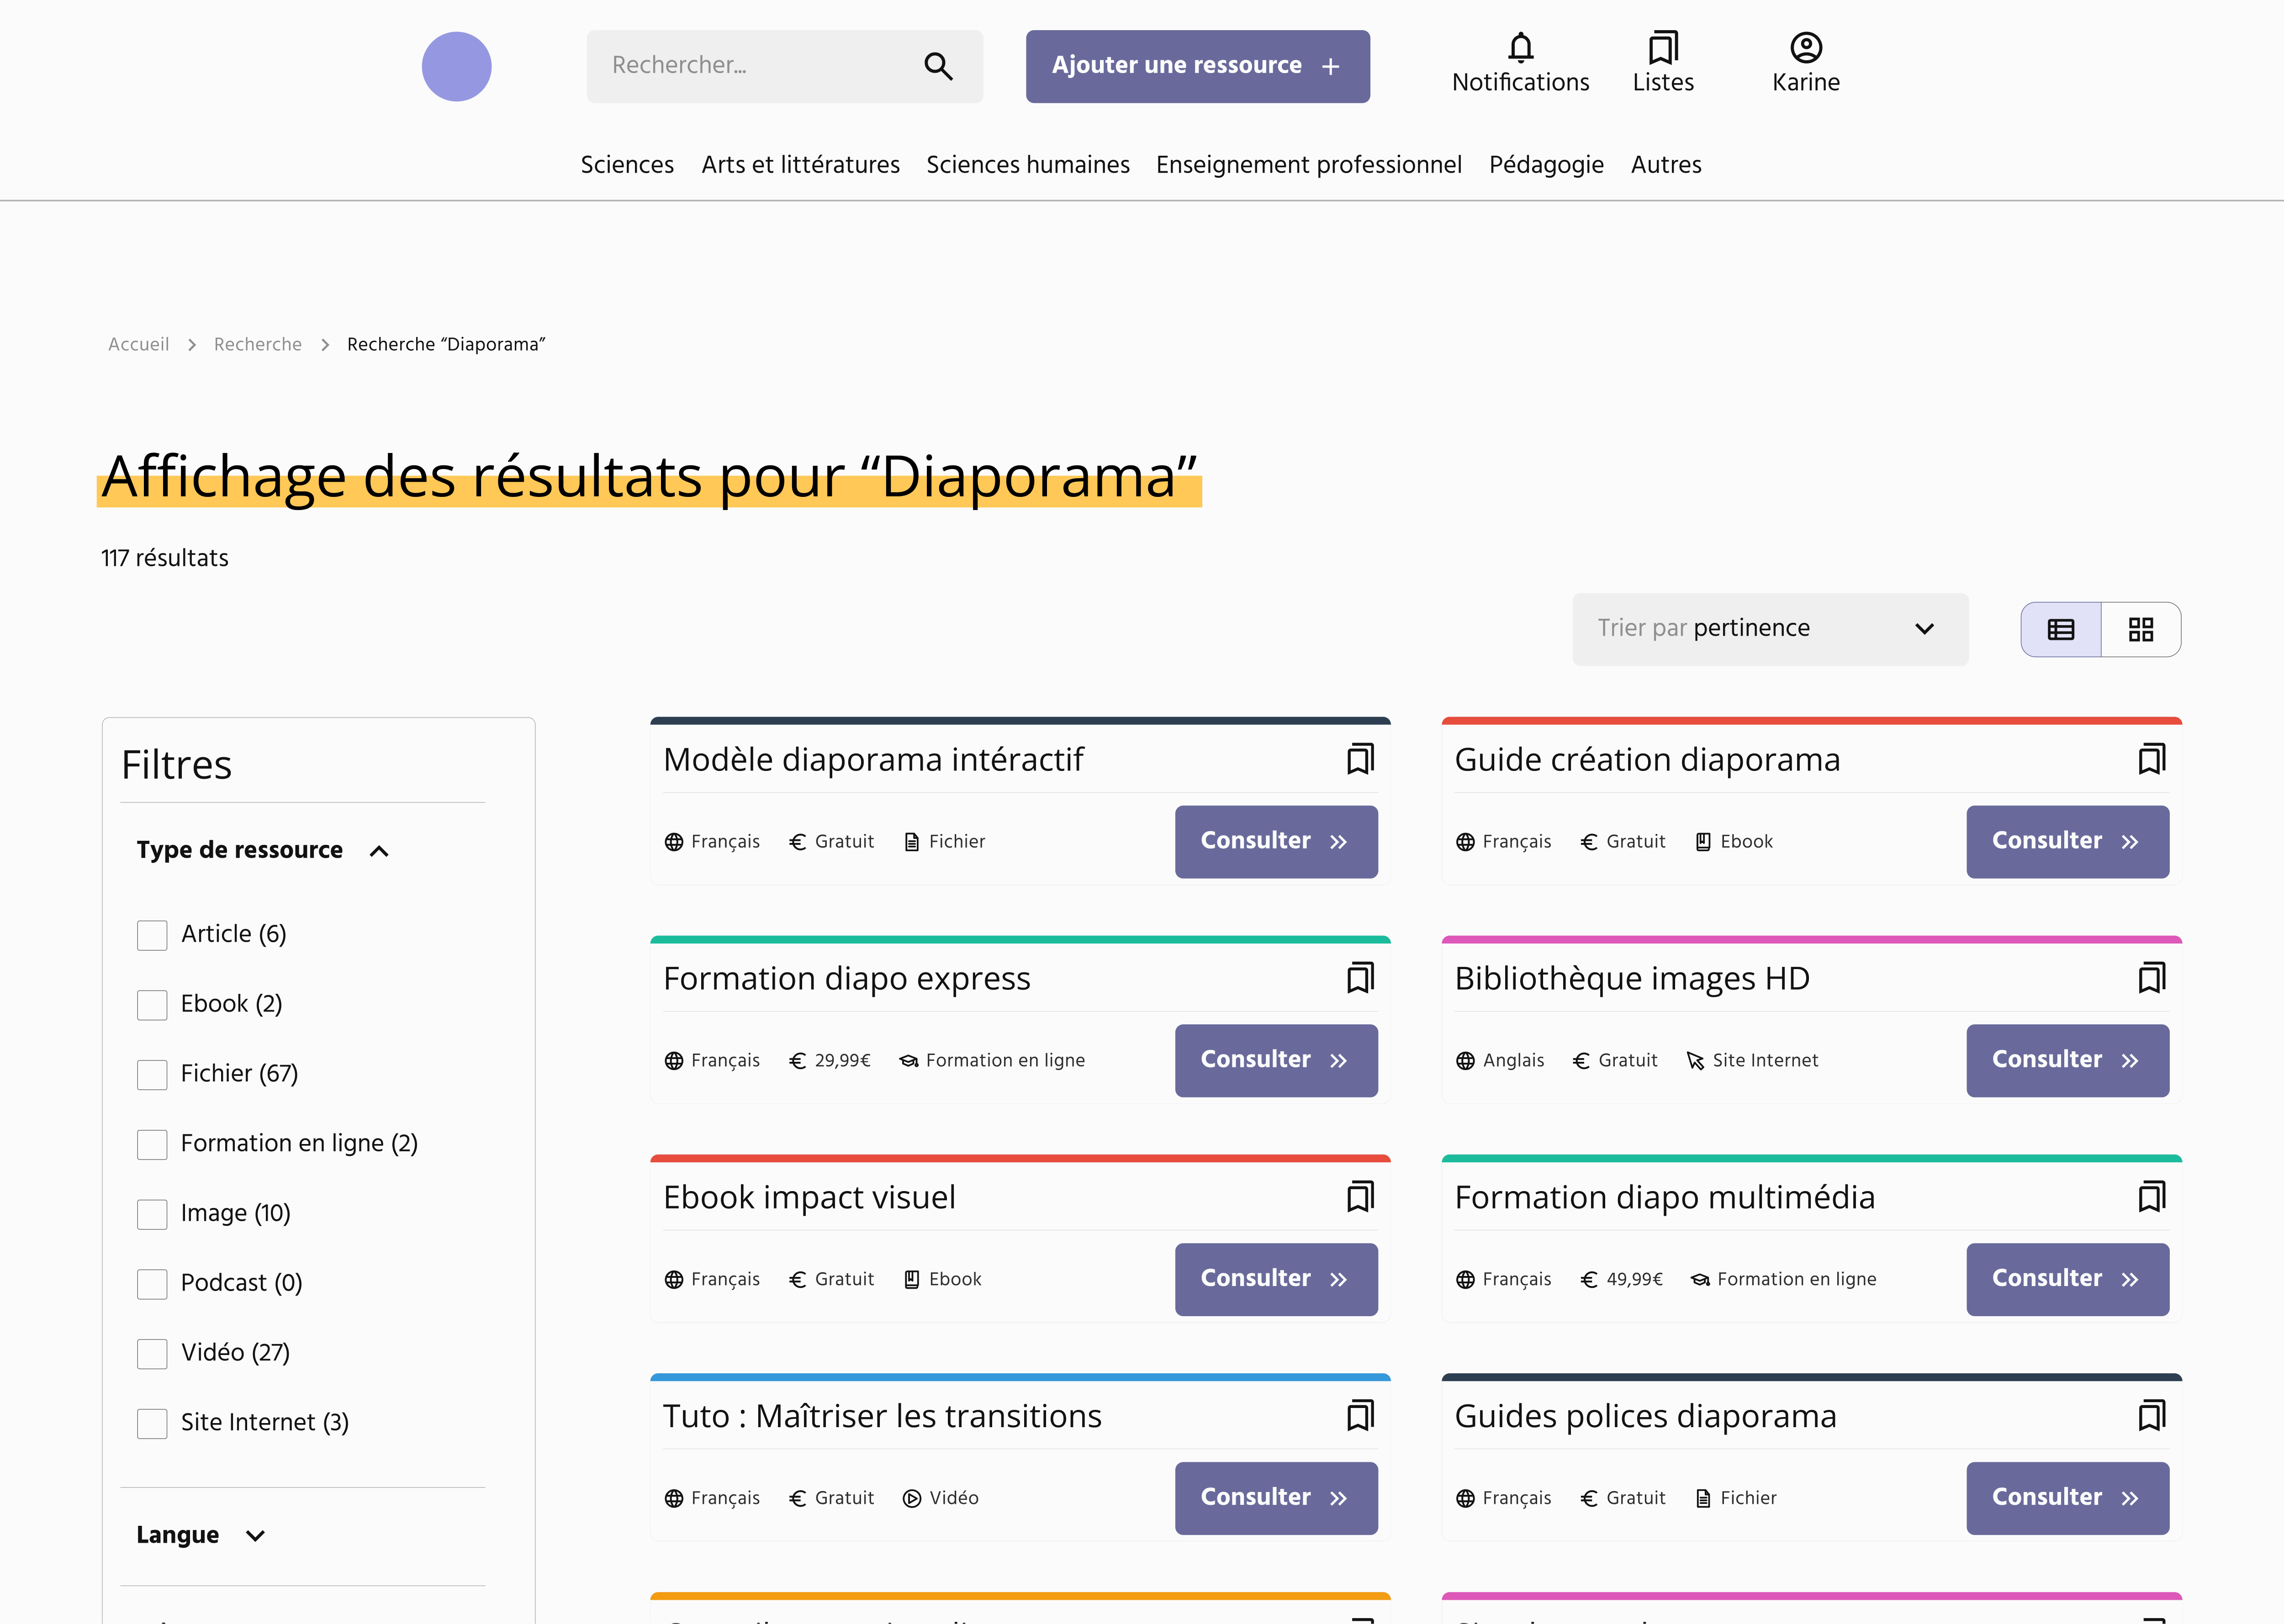 Rechercher...
Ajouter une ressource
Notifications
Listes
Karine
Sciences
Arts et littératures
Sciences humaines
Enseignement professionnel
Pédagogie
Autres
Accueil > Recherche > Recherche “Diaporama”
Affichage des résultats pour “Diaporama”
117 résultats
Trier par pertinence
Filtres
Type de ressource
Article (6)
Ebook (2)
Fichier (67)
Formation en ligne (2)
Image (10)
Podcast (0)
Vidéo (27)
Site Internet (3)
Langue
Modèle diaporama intéractif
Français
Gratuit
Fichier
Consulter
Guide création diaporama
Français
Gratuit
Ebook
Consulter
Formation diapo express
Français
29,99€
Formation en ligne
Consulter
Bibliothèque images HD
Anglais
Gratuit
Site Internet
Consulter
Ebook impact visuel
Français
Gratuit
Ebook
Consulter
Formation diapo multimédia
Français
49,99€
Formation en ligne
Consulter
Tuto : Maîtriser les transitions
Français
Gratuit
Vidéo
Consulter
Guides polices diaporama
Français
Gratuit
Fichier
Consulter